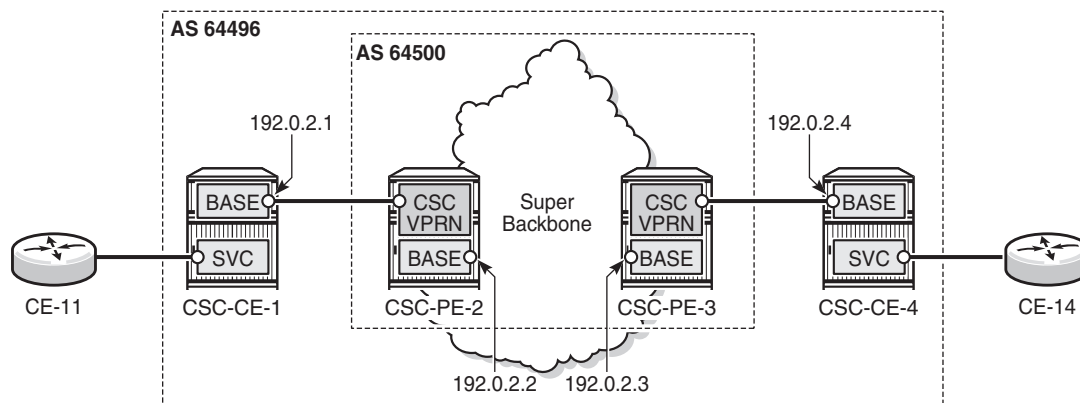 AS 64496
AS 64500
192.0.2.1
192.0.2.4
BASE
CSC
VPRN
Super
Backbone
CSC
VPRN
BASE
SVC
BASE
BASE
SVC
CE-11
CSC-CE-1
CSC-PE-2
CSC-PE-3
CSC-CE-4
CE-14
192.0.2.2
192.0.2.3